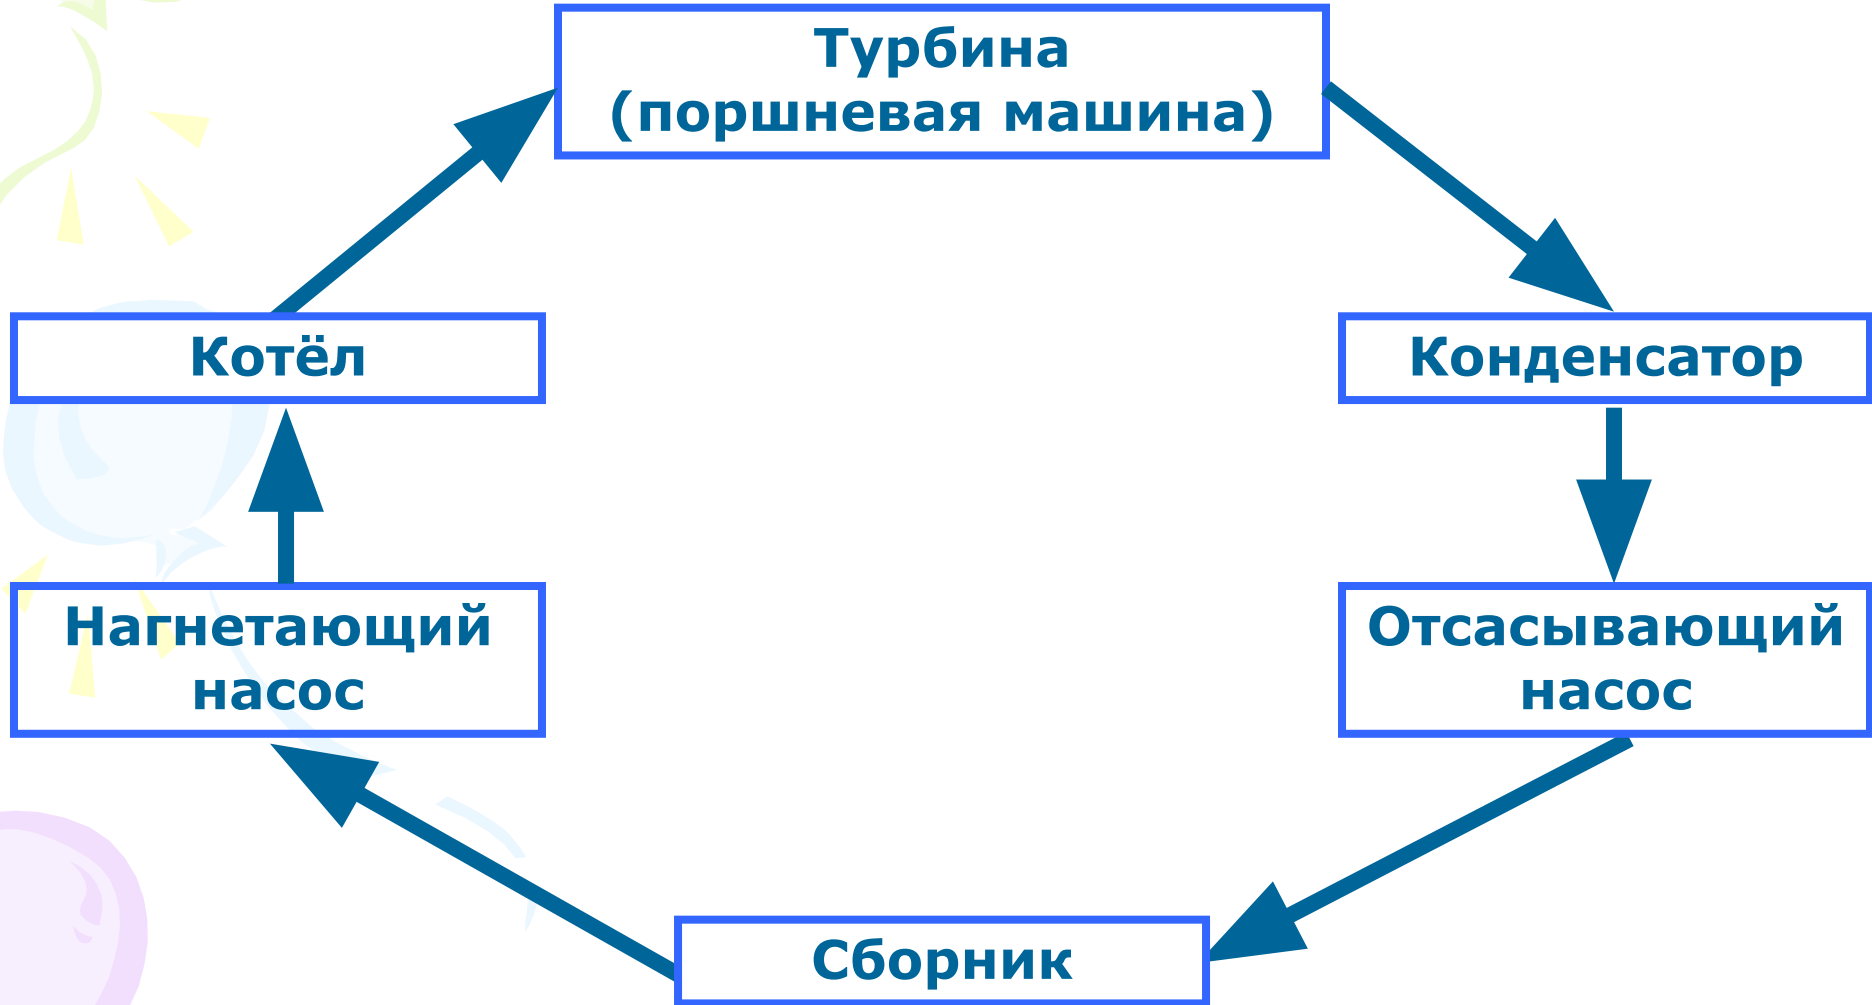 Турбина
(поршневая машина)
Котёл
Конденсатор
Нагнетающий
насос
Отсасывающий
насос
Сборник